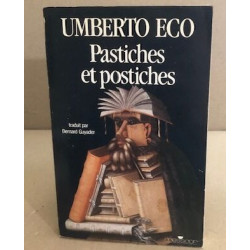 UMBERTO ECO
Pastiches
et postiches
traduit par
Bernard Guyader